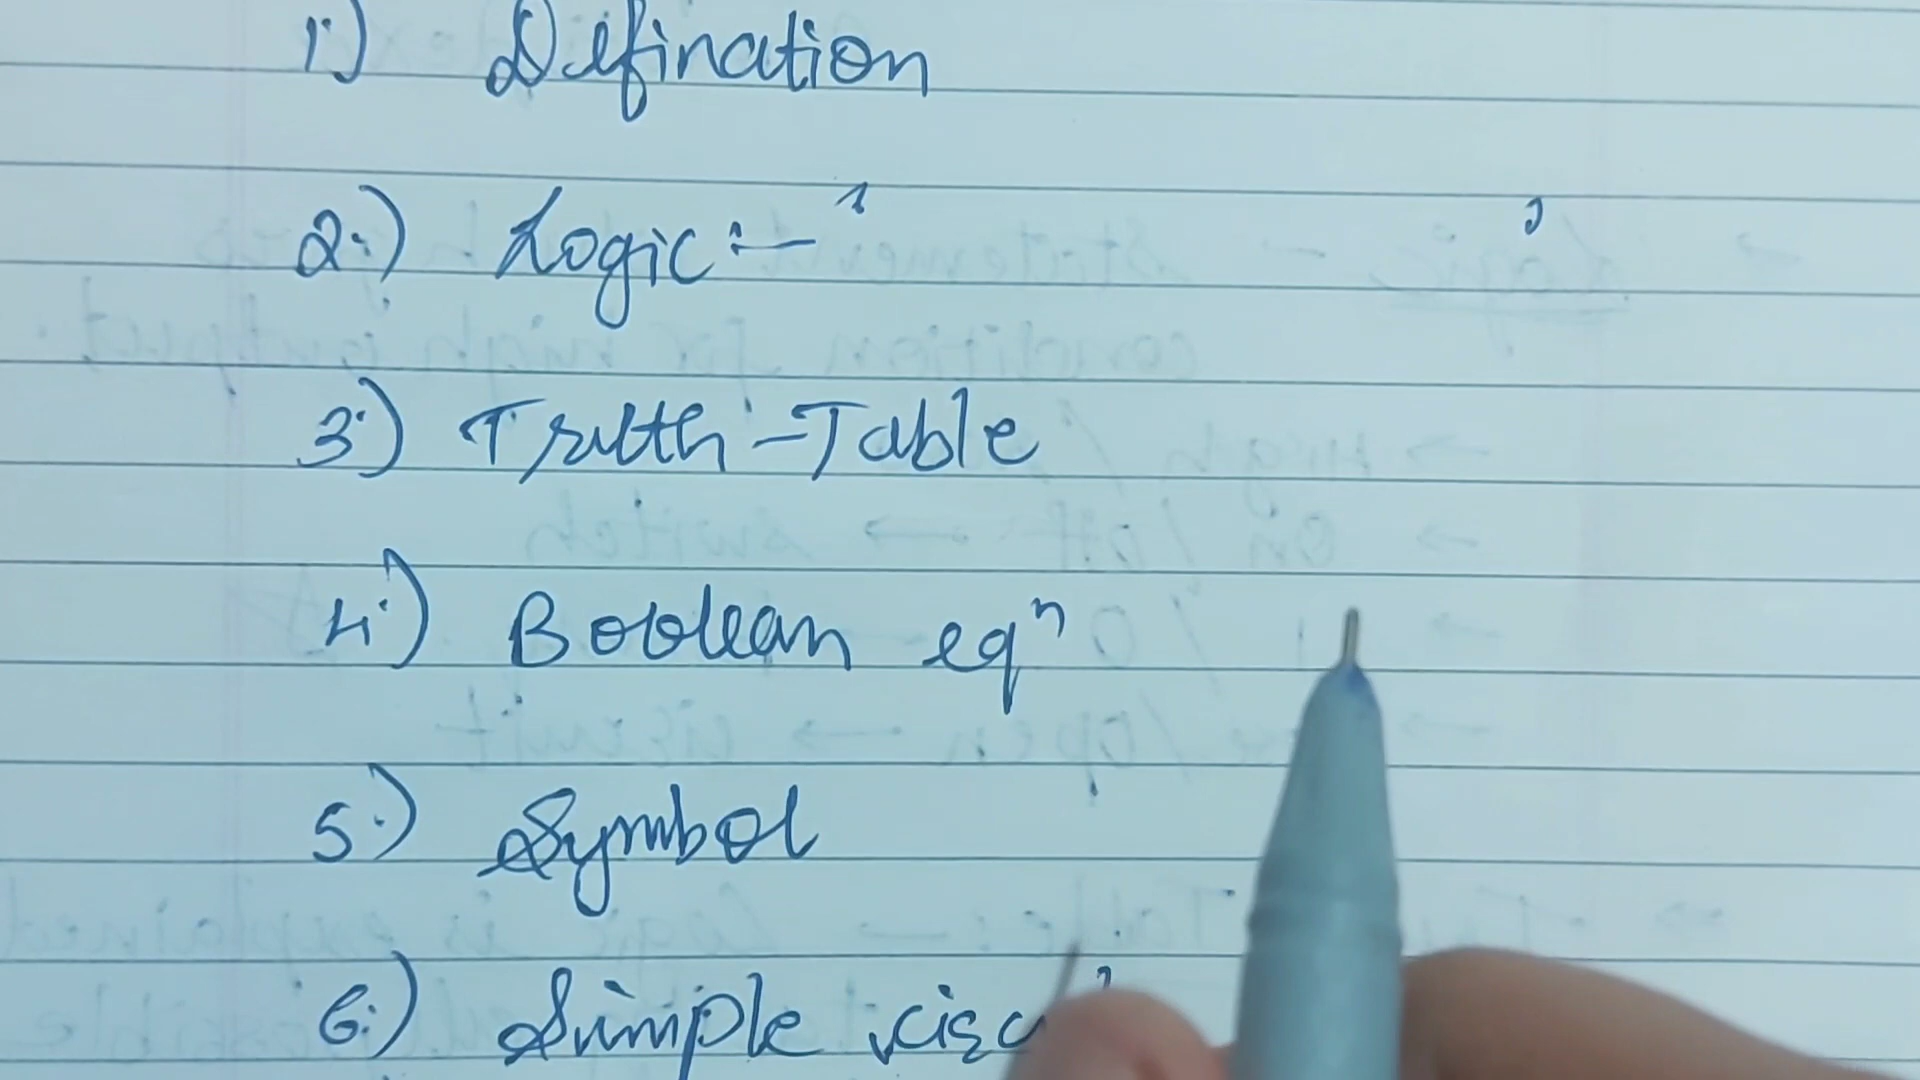 1.) Defination
2.) Logic :-
3.) Truth-Table
4.) Boolean eqⁿ
5.) Symbol
6.) Simple